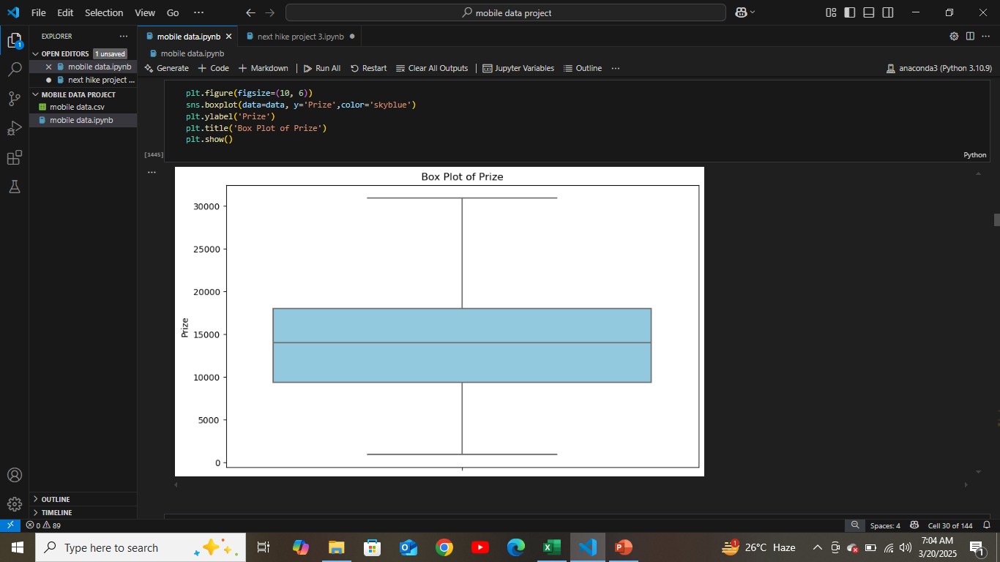 File Edit Selection View Go ··· mobile data project
EXPLORER ···
OPEN EDITORS 1 unsaved
mobile data.ipynb
next hike project ...
MOBILE DATA PROJECT
mobile data.csv
mobile data.ipynb
OUTLINE
TIMELINE
1
mobile data.ipynb next hike project 3.ipynb
mobile data.ipynb
Generate Code Markdown Run All Restart Clear All Outputs Jupyter Variables Outline ··· anaconda3 (Python 3.10.9)
plt.figure(figsize=(10, 6))
sns.boxplot(data=data, y='Prize',color='skyblue')
plt.ylabel('Prize')
plt.title('Box Plot of Prize')
plt.show()
[1445] Python
···
Box Plot of Prize
30000
25000
20000
15000
10000
5000
0
Prize
0 89 Spaces: 4 Cell 30 of 144
Type here to search 1 26°C Haze 7:04 AM
3/20/2025 1